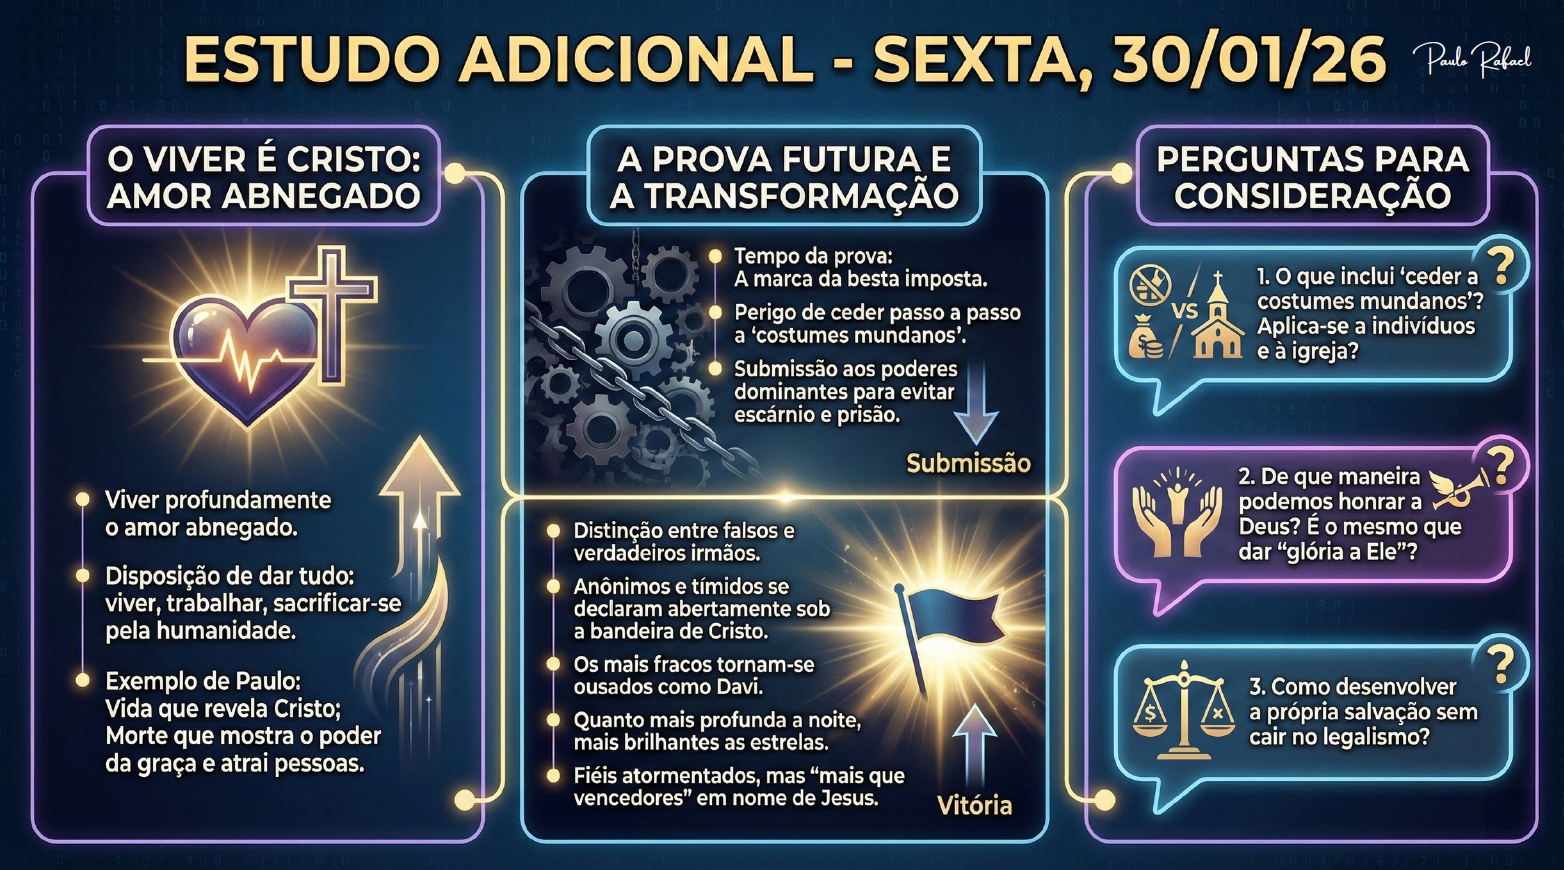 ESTUDO ADICIONAL - SEXTA, 30/01/26
Paulo Rafael
O VIVER É CRISTO:
AMOR ABNEGADO
Viver profundamente
o amor abnegado.
Disposição de dar tudo:
viver, trabalhar, sacrificar-se
pela humanidade.
Exemplo de Paulo:
Vida que revela Cristo;
Morte que mostra o poder
da graça e atrai pessoas.
A PROVA FUTURA E
A TRANSFORMAÇÃO
Tempo da prova:
A marca da besta imposta.
Perigo de ceder passo a passo
a ‘costumes mundanos’.
Submissão aos poderes
dominantes para evitar
escárnio e prisão.
Submissão
Distinção entre falsos e
verdadeiros irmãos.
Anônimos e tímidos se
declaram abertamente sob
a bandeira de Cristo.
Os mais fracos tornam-se
ousados como Davi.
Quanto mais profunda a noite,
mais brilhantes as estrelas.
Fiéis atormentados, mas “mais que
vencedores” em nome de Jesus.
Vitória
PERGUNTAS PARA
CONSIDERAÇÃO
?
VS
1. O que inclui ‘ceder a
costumes mundanos’?
Aplica-se a indivíduos
e à igreja?
?
2. De que maneira
podemos honrar a
Deus? É o mesmo que
dar “glória a Ele”?
?
$ ×
3. Como desenvolver
a própria salvação sem
cair no legalismo?